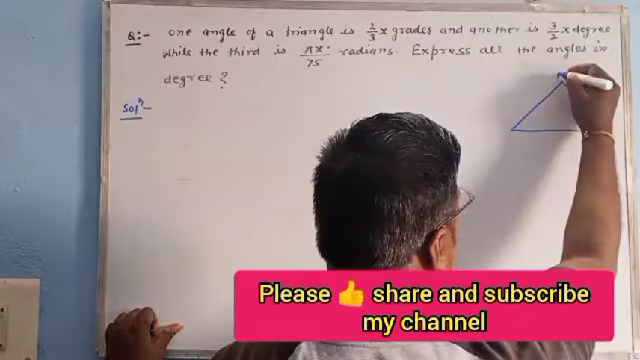 Q:- One angle of a triangle is 2/3 x grades and another is 3/2 x degree
while the third is πx/75 radians. Express all the angles in
degree ?
Solⁿ-
Please 👍 share and subscribe
my channel